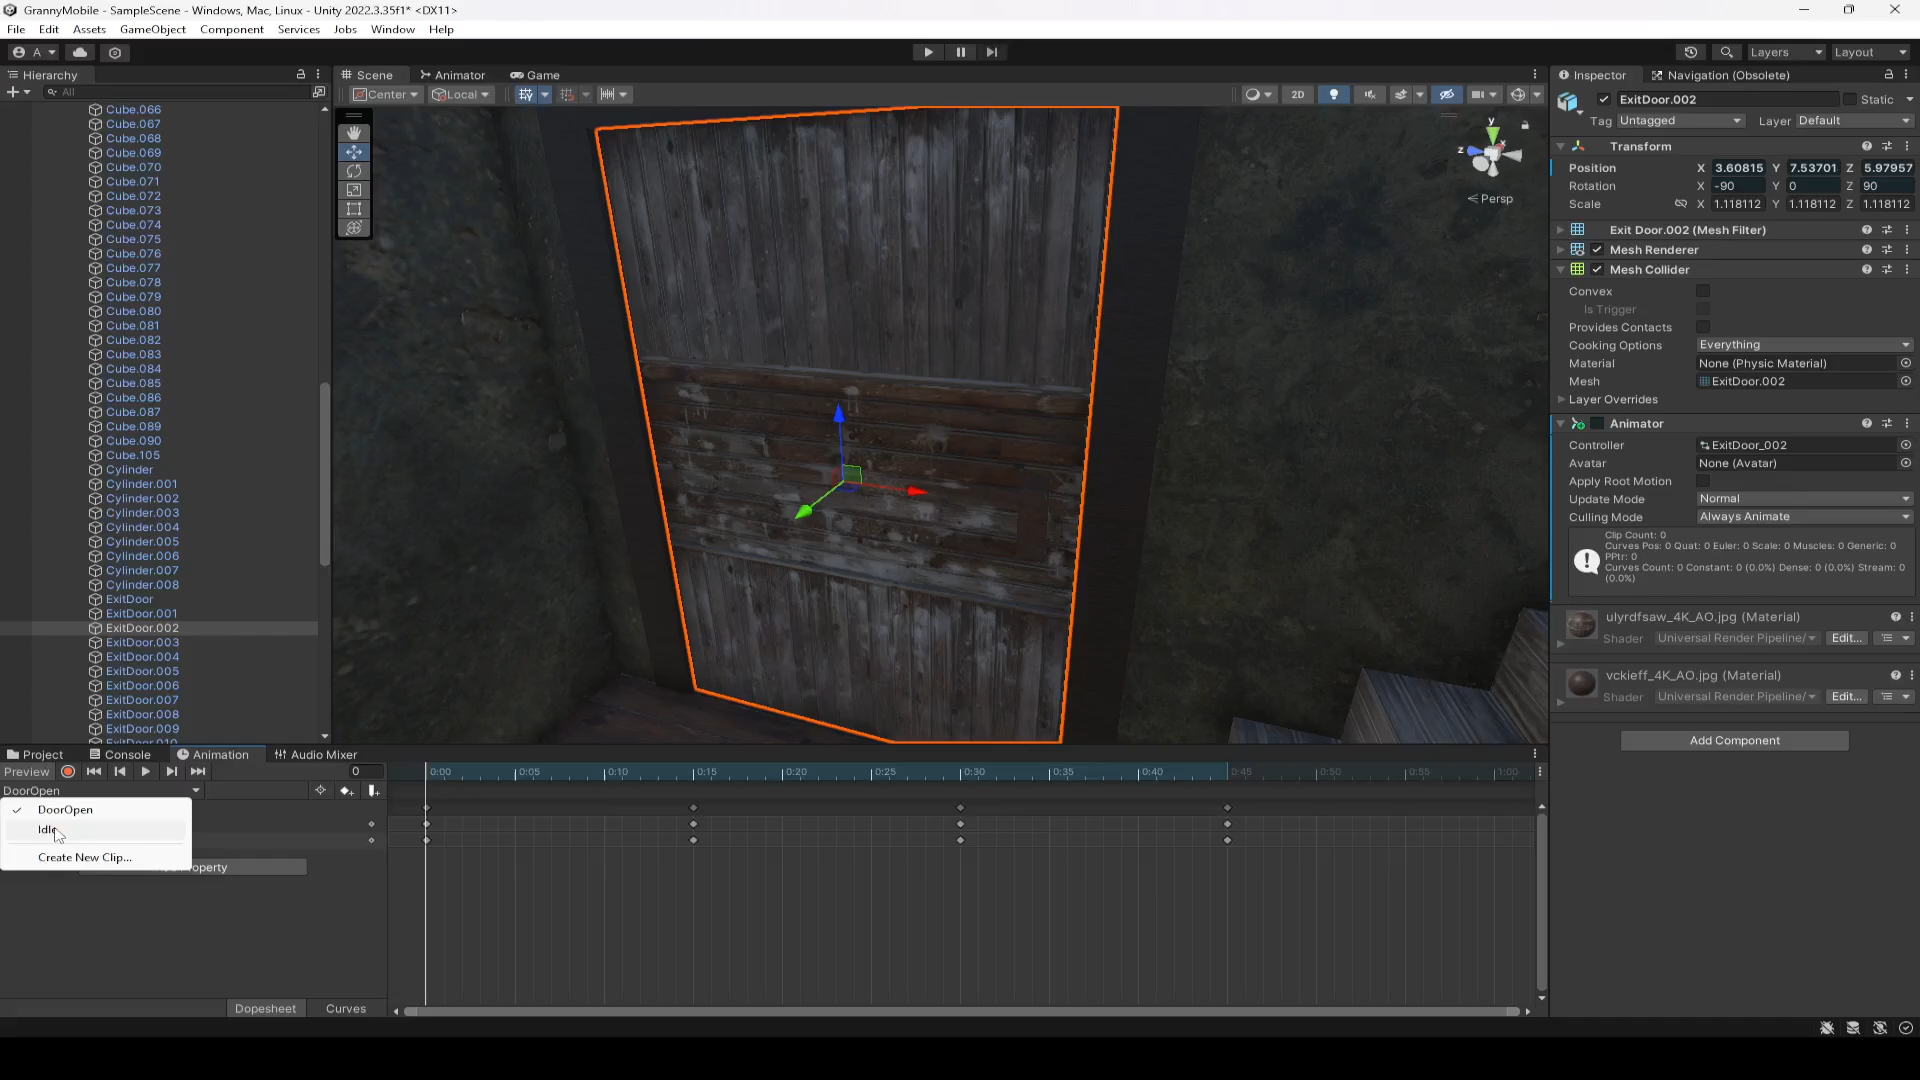 GrannyMobile - SampleScene - Windows, Mac, Linux - Unity 2022.3.35f1* <DX11>
File Edit Assets GameObject Component Services Jobs Window Help
A Layers Layout
Hierarchy
All
Cube.066
Cube.067
Cube.068
Cube.069
Cube.070
Cube.071
Cube.072
Cube.073
Cube.074
Cube.075
Cube.076
Cube.077
Cube.078
Cube.079
Cube.080
Cube.081
Cube.082
Cube.083
Cube.084
Cube.085
Cube.086
Cube.087
Cube.089
Cube.090
Cube.105
Cylinder
Cylinder.001
Cylinder.002
Cylinder.003
Cylinder.004
Cylinder.005
Cylinder.006
Cylinder.007
Cylinder.008
ExitDoor
ExitDoor.001
ExitDoor.002
ExitDoor.003
ExitDoor.004
ExitDoor.005
ExitDoor.006
ExitDoor.007
ExitDoor.008
ExitDoor.009
ExitDoor.010
Scene Animator Game
Center Local 2D
y
z x
Persp
Inspector Navigation (Obsolete)
ExitDoor.002 Static
Tag Untagged Layer Default
Transform
Position X 3.60815 Y 7.53701 Z 5.97957
Rotation X -90 Y 0 Z 90
Scale X 1.118112 Y 1.118112 Z 1.118112
Exit Door.002 (Mesh Filter)
Mesh Renderer
Mesh Collider
Convex
Is Trigger
Provides Contacts
Cooking Options Everything
Material None (Physic Material)
Mesh ExitDoor.002
Layer Overrides
Animator
Controller ExitDoor_002
Avatar None (Avatar)
Apply Root Motion
Update Mode Normal
Culling Mode Always Animate
Clip Count: 0
Curves Pos: 0 Quat: 0 Euler: 0 Scale: 0 Muscles: 0 Generic: 0
PPtr: 0
Curves Count: 0 Constant: 0 (0.0%) Dense: 0 (0.0%) Stream: 0
(0.0%)
ulyrdfsaw_4K_AO.jpg (Material)
Shader Universal Render Pipeline/ Edit...
vckieff_4K_AO.jpg (Material)
Shader Universal Render Pipeline/ Edit...
Add Component
Project Console Animation Audio Mixer
Preview 0 0:00 0:05 0:10 0:15 0:20 0:25 0:30 0:35 0:40 0:45 0:50 0:55 1:00
DoorOpen
DoorOpen
Idle
Create New Clip...
roperty
Dopesheet Curves